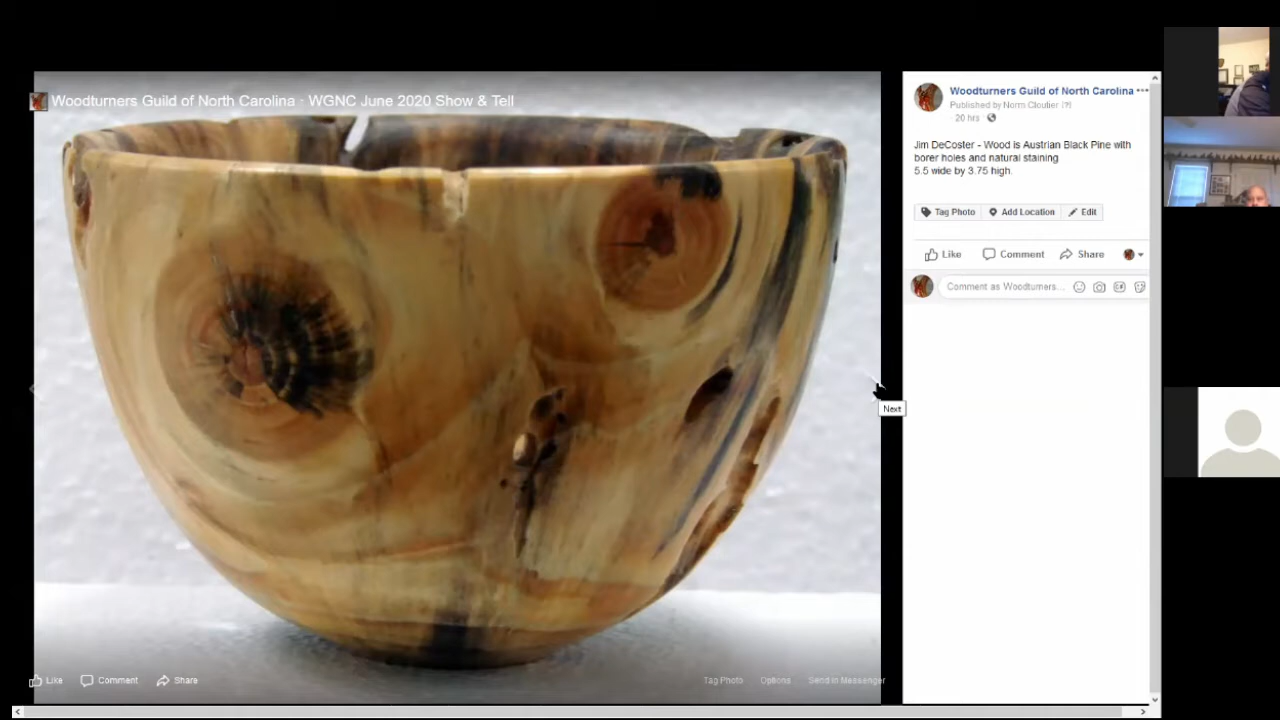 Woodturners Guild of North Carolina · WGNC June 2020 Show & Tell
Woodturners Guild of North Carolina
Published by Norm Cloutier [?]
· 20 hrs ·
Jim DeCoster - Wood is Austrian Black Pine with
borer holes and natural staining
5.5 wide by 3.75 high.
Tag Photo Add Location Edit
Like Comment Share
Comment as Woodturners...
Next
Like Comment Share
Tag Photo Options Send in Messenger